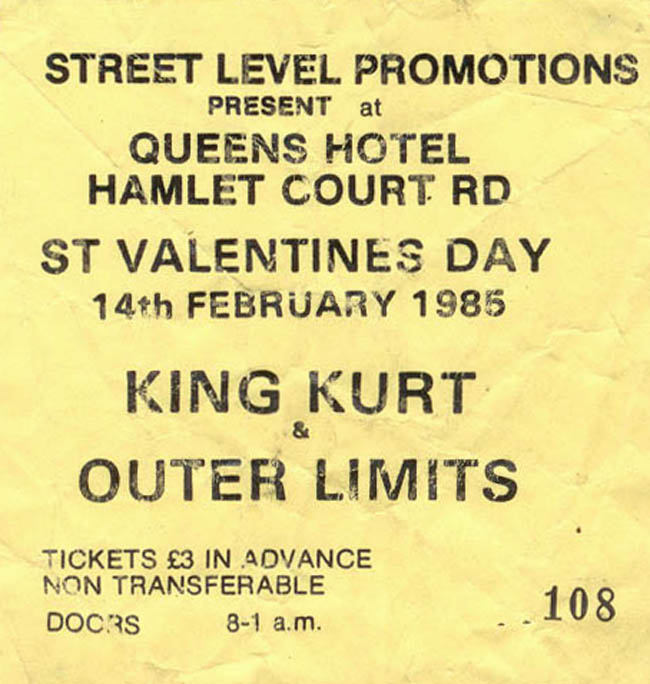 STREET LEVEL PROMOTIONS
PRESENT at
QUEENS HOTEL
HAMLET COURT RD
ST VALENTINES DAY
14th FEBRUARY 1985
KING KURT
&
OUTER LIMITS
TICKETS £3 IN ADVANCE
NON TRANSFERABLE
DOORS 8-1 a.m.
108